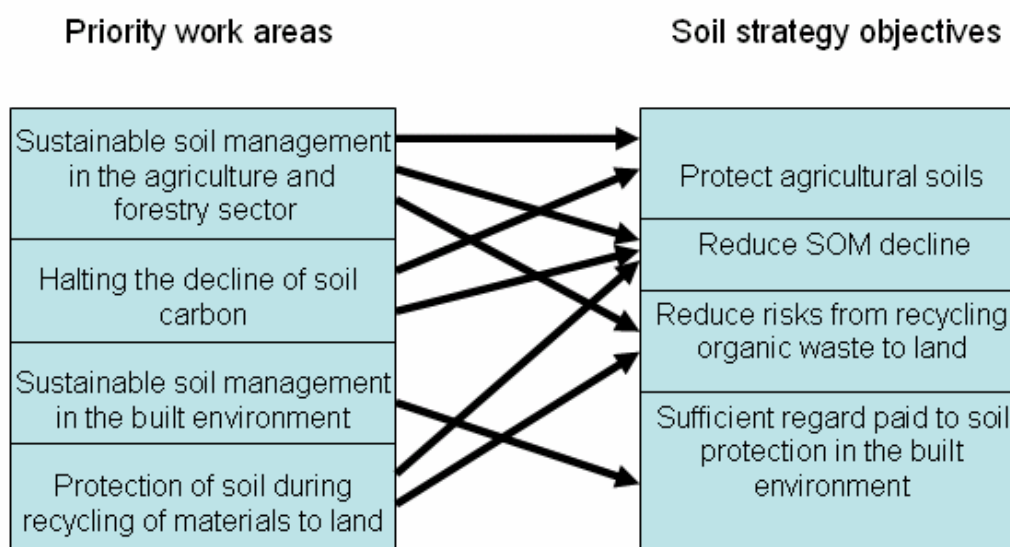 Priority work areas
Soil strategy objectives
Sustainable soil management
in the agriculture and
forestry sector
Halting the decline of soil
carbon
Sustainable soil management
in the built environment
Protection of soil during
recycling of materials to land
Protect agricultural soils
Reduce SOM decline
Reduce risks from recycling
organic waste to land
Sufficient regard paid to soil
protection in the built
environment